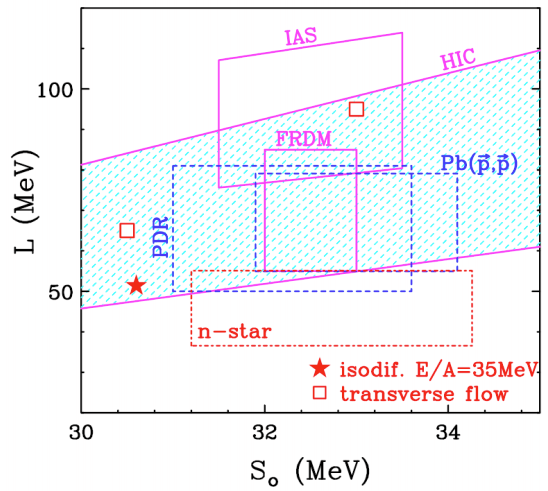 IAS
HIC
100
FRDM
Pb(p⃗,p⃗)
L (MeV)
PDR
50
n-star
isodif. E/A=35MeV
transverse flow
30
32
34
S₀ (MeV)